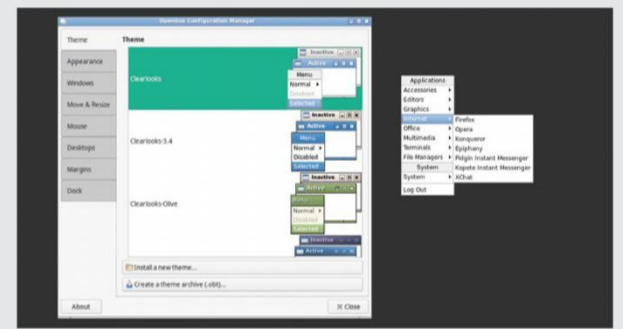 Openbox Configuration Manager
Theme
Appearance
Windows
Move & Resize
Mouse
Desktops
Margins
Dock
Theme
Clearlooks
Inactive
Active
Menu
Normal
Disabled
Selected
Clearlooks-3.4
Inactive
Active
Menu
Normal
Disabled
Selected
Clearlooks-Olive
Inactive
Active
Menu
Normal
Disabled
Selected
Inactive
Active
Install a new theme...
Create a theme archive (.obt)...
About
Close
Applications
Accessories
Editors
Graphics
Internet
Office
Multimedia
Terminals
File Managers
System
System
Log Out
Firefox
Opera
Konqueror
Epiphany
Pidgin Instant Messenger
Kopete Instant Messenger
XChat